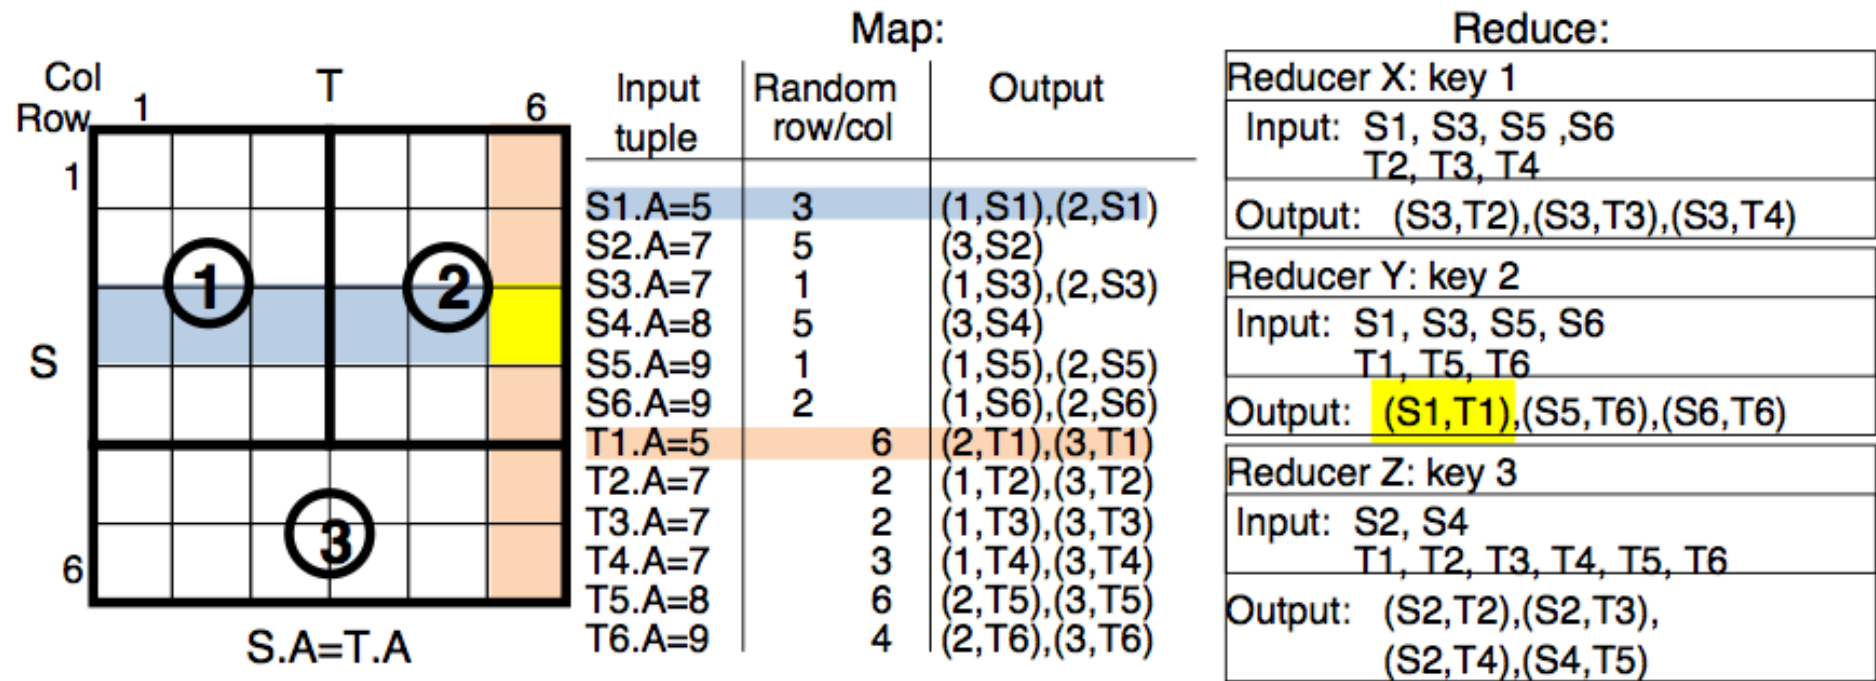 Col
Row
1
T
6
1
S
6
1
2
3
S.A=T.A
Map:
Input tuple | Random row/col | Output
S1.A=5 3 (1,S1),(2,S1)
S2.A=7 5 (3,S2)
S3.A=7 1 (1,S3),(2,S3)
S4.A=8 5 (3,S4)
S5.A=9 1 (1,S5),(2,S5)
S6.A=9 2 (1,S6),(2,S6)
T1.A=5 6 (2,T1),(3,T1)
T2.A=7 2 (1,T2),(3,T2)
T3.A=7 2 (1,T3),(3,T3)
T4.A=7 3 (1,T4),(3,T4)
T5.A=8 6 (2,T5),(3,T5)
T6.A=9 4 (2,T6),(3,T6)
Reduce:
Reducer X: key 1
Input: S1, S3, S5 ,S6
T2, T3, T4
Output: (S3,T2),(S3,T3),(S3,T4)
Reducer Y: key 2
Input: S1, S3, S5, S6
T1, T5, T6
Output: (S1,T1),(S5,T6),(S6,T6)
Reducer Z: key 3
Input: S2, S4
T1, T2, T3, T4, T5, T6
Output: (S2,T2),(S2,T3),
(S2,T4),(S4,T5)